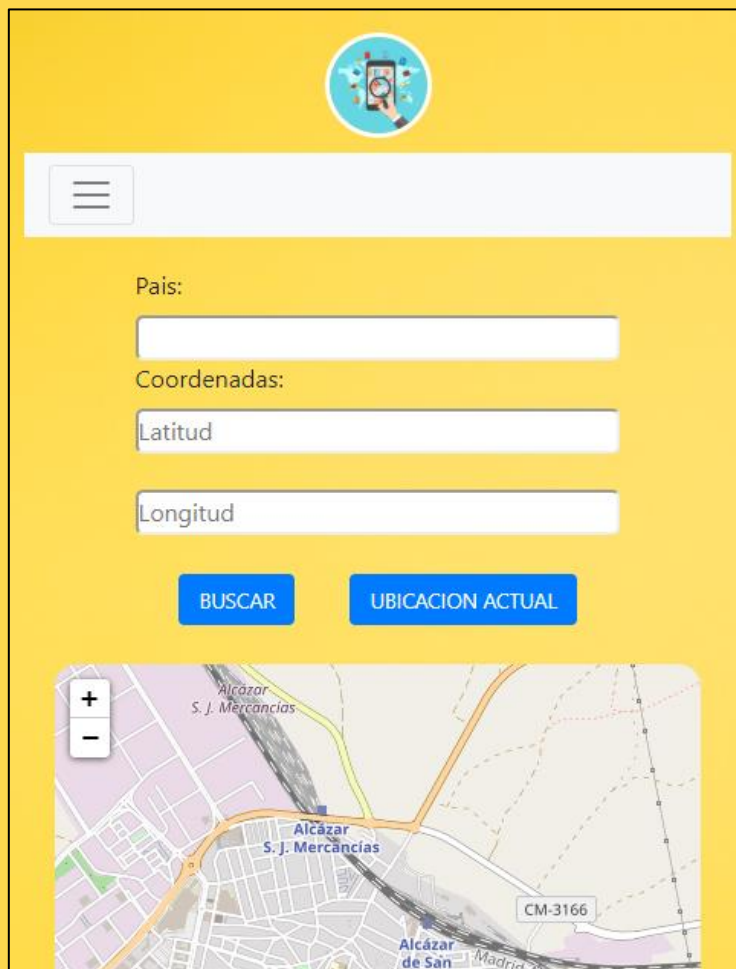 Pais:
Coordenadas:
Latitud
Longitud
BUSCAR
UBICACION ACTUAL
+
−
Alcázar
S. J. Mercancías
Alcázar
S. J. Mercancías
CM-3166
Alcázar
de San
Madrid